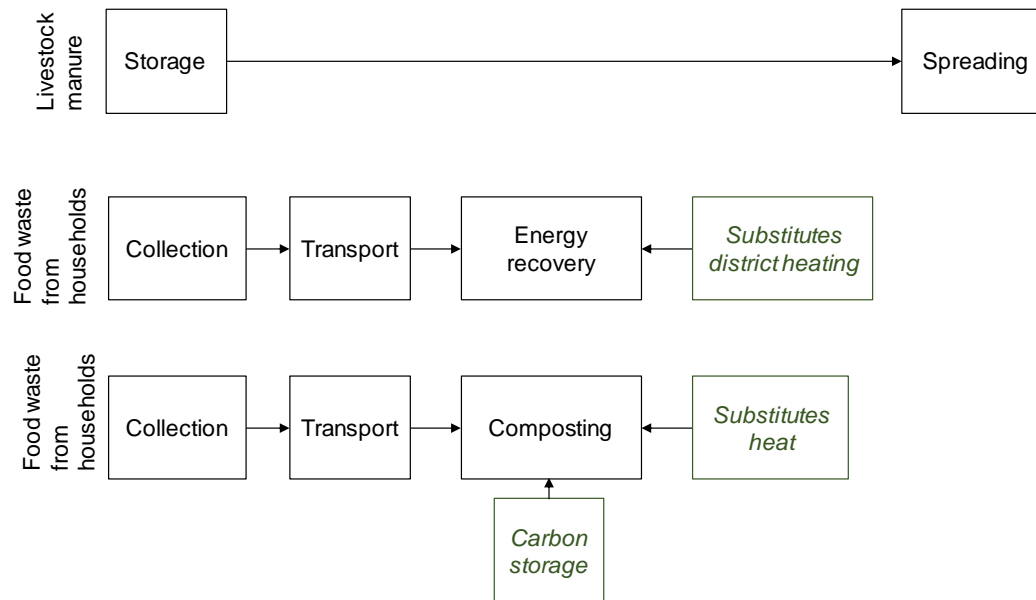 Livestock
manure
Storage
Spreading
Food waste
from
households
Collection
Transport
Energy
recovery
Substitutes
district heating
Food waste
from
households
Collection
Transport
Composting
Substitutes
heat
Carbon
storage